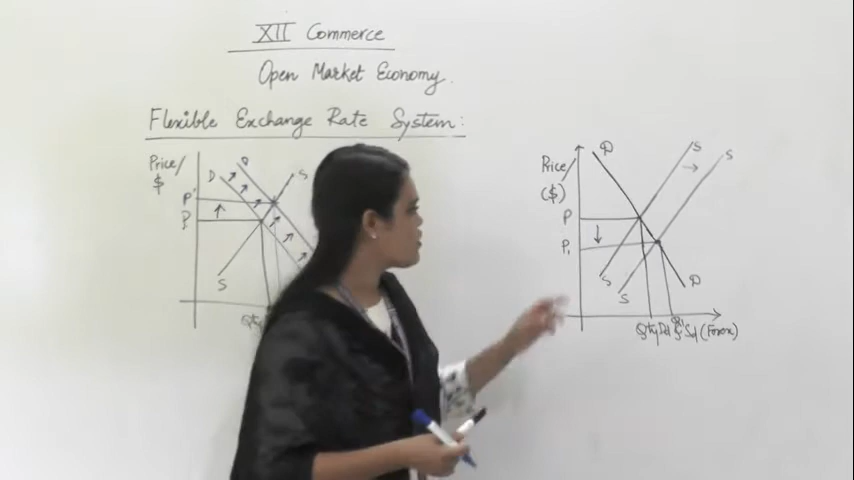 XII Commerce
Open Market Economy.
Flexible Exchange Rate System:
Price/
$
D
D
S
P'
P
S
Price/
($)
D
S
S
P
P₁
S
S
D
Qty Dd & Sd (Forex)